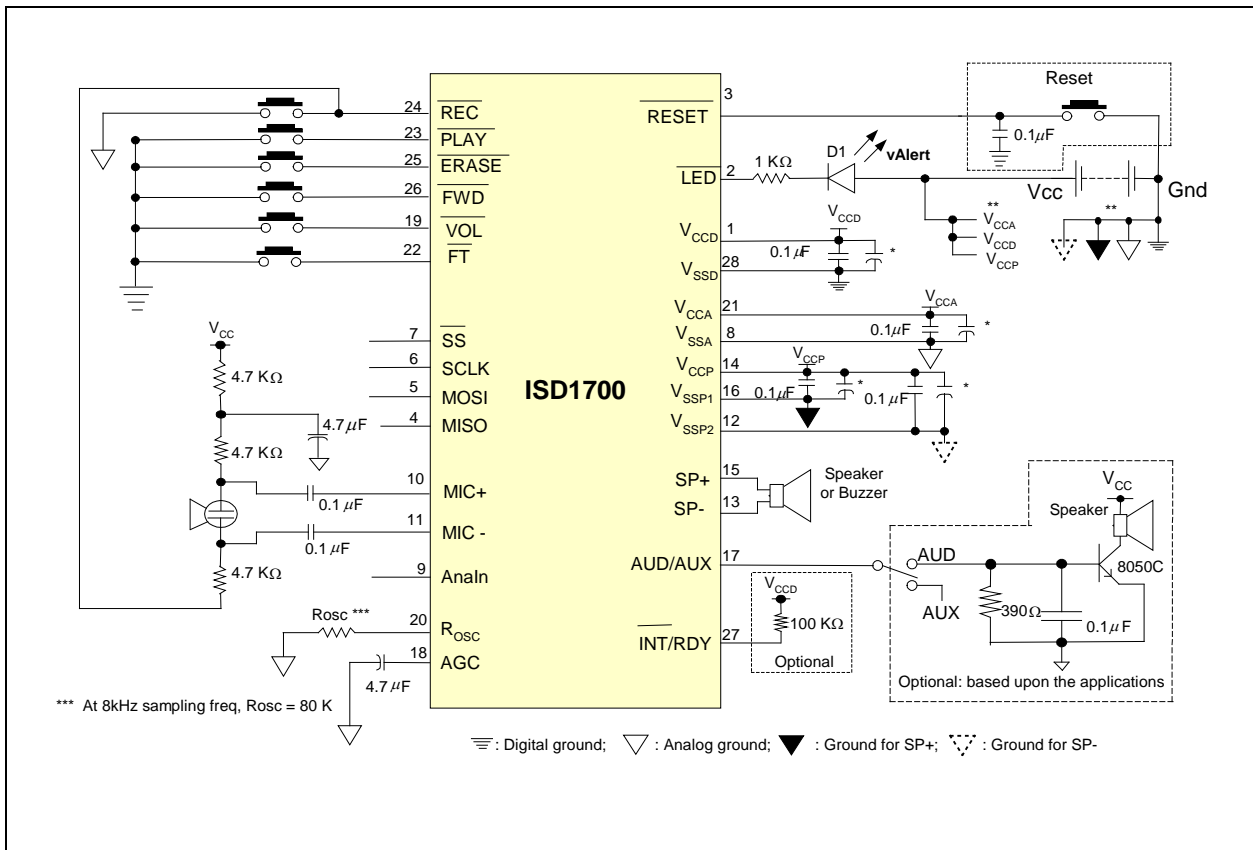 Reset
3
24
REC
RESET
0.1μF
23
PLAY
25
ERASE
D1
vAlert
1 KΩ
2
LED
26
FWD
Vcc
Gnd
19
VOL
**
VCCA
VCCD
VCCP
**
22
FT
VCCD
1
VCCD
0.1μF
*
28
VSSD
VCCA
21
VCCA
0.1μF
*
8
VSSA
VCC
7
SS
6
SCLK
5
MOSI
4
MISO
4.7 KΩ
4.7μF
4.7 KΩ
ISD1700
14
VCCP
VCCP
16
VSSP1
0.1μF
*
0.1μF
*
12
VSSP2
10
MIC+
0.1μF
11
MIC -
0.1μF
4.7 KΩ
9
AnaIn
15
SP+
13
SP-
Speaker
or Buzzer
VCC
Speaker
17
AUD/AUX
AUD
AUX
8050C
390Ω
0.1μF
Optional: based upon the applications
Rosc ***
20
ROSC
18
AGC
4.7μF
VCCD
100 KΩ
27
INT/RDY
Optional
*** At 8kHz sampling freq, Rosc = 80 K
: Digital ground; : Analog ground; : Ground for SP+; : Ground for SP-